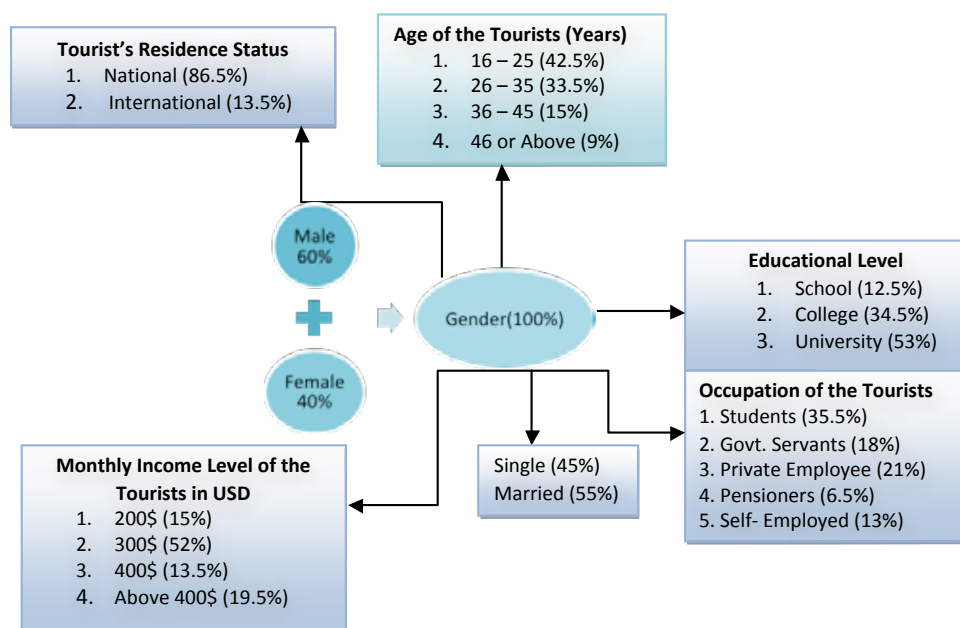 Tourist's Residence Status
1. National (86.5%)
2. International (13.5%)
Age of the Tourists (Years)
1. 16 – 25 (42.5%)
2. 26 – 35 (33.5%)
3. 36 – 45 (15%)
4. 46 or Above (9%)
Male
60%
Gender(100%)
Female
40%
Educational Level
1. School (12.5%)
2. College (34.5%)
3. University (53%)
Occupation of the Tourists
1. Students (35.5%)
2. Govt. Servants (18%)
3. Private Employee (21%)
4. Pensioners (6.5%)
5. Self- Employed (13%)
Single (45%)
Married (55%)
Monthly Income Level of the
Tourists in USD
1. 200$ (15%)
2. 300$ (52%)
3. 400$ (13.5%)
4. Above 400$ (19.5%)